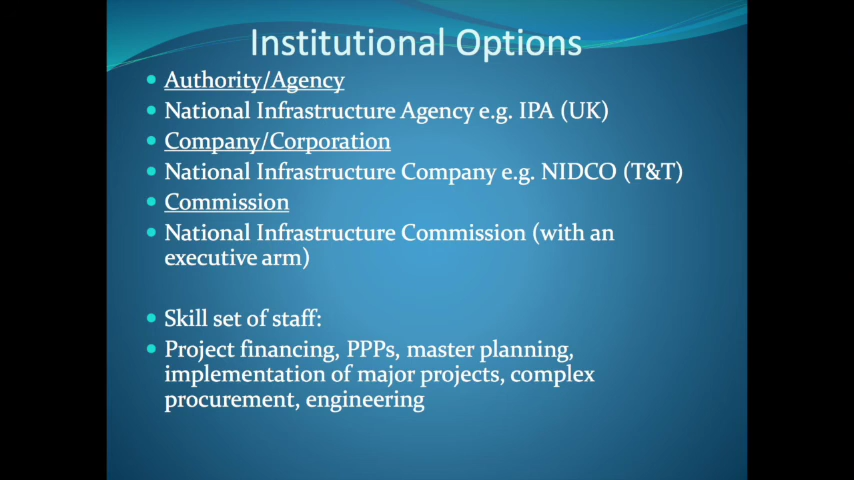 Institutional Options
• Authority/Agency
• National Infrastructure Agency e.g. IPA (UK)
• Company/Corporation
• National Infrastructure Company e.g. NIDCO (T&T)
• Commission
• National Infrastructure Commission (with an
executive arm)
• Skill set of staff:
• Project financing, PPPs, master planning,
implementation of major projects, complex
procurement, engineering